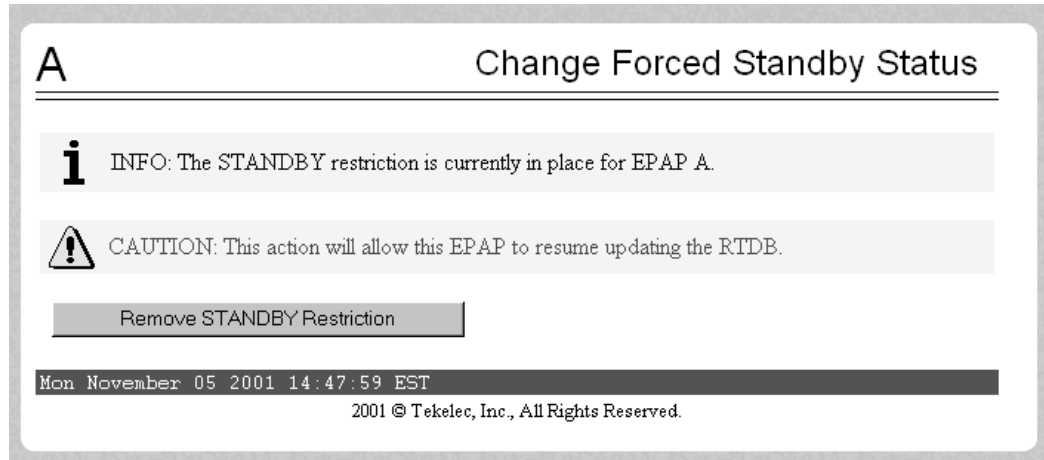 A
Change Forced Standby Status
INFO: The STANDBY restriction is currently in place for EPAP A.
CAUTION: This action will allow this EPAP to resume updating the RTDB.
Remove STANDBY Restriction
Mon November 05 2001 14:47:59 EST
2001 © Tekelec, Inc., All Rights Reserved.